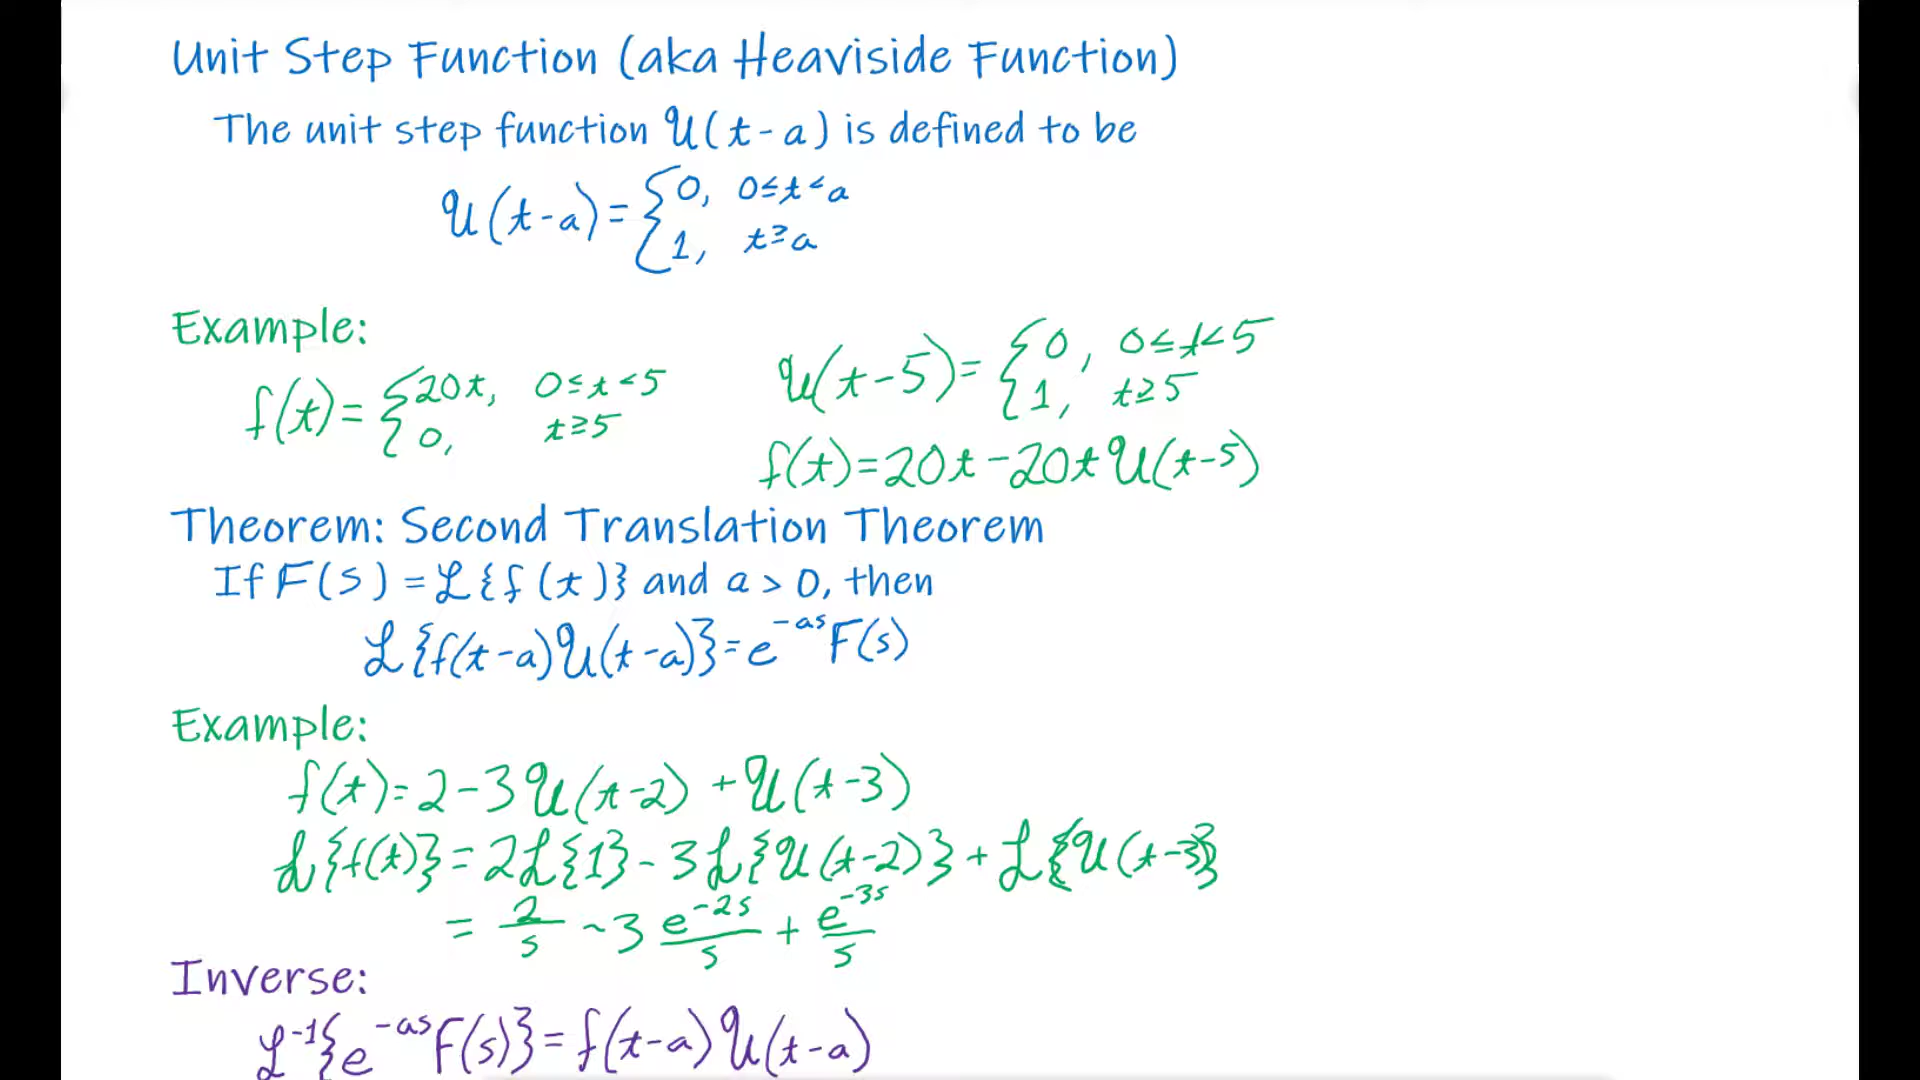 Unit Step Function (aka Heaviside Function)
The unit step function 𝒰(t-a) is defined to be
𝒰(t-a) = { 0, 0≤t<a
1, t≥a
Example:
f(t) = { 20t, 0≤t<5
0, t≥5
𝒰(t-5) = { 0, 0≤t<5
1, t≥5
f(t)=20t-20t𝒰(t-5)
Theorem: Second Translation Theorem
If F(s) = ℒ{f(t)} and a > 0, then
ℒ{f(t-a)𝒰(t-a)} = e^{-as}F(s)
Example:
f(t)=2-3𝒰(t-2)+𝒰(t-3)
ℒ{f(t)} = 2ℒ{1} - 3ℒ{𝒰(t-2)} + ℒ{𝒰(t-3)}
= 2/s - 3 e^{-2s}/s + e^{-3s}/s
Inverse:
ℒ^{-1}{e^{-as}F(s)} = f(t-a)𝒰(t-a)